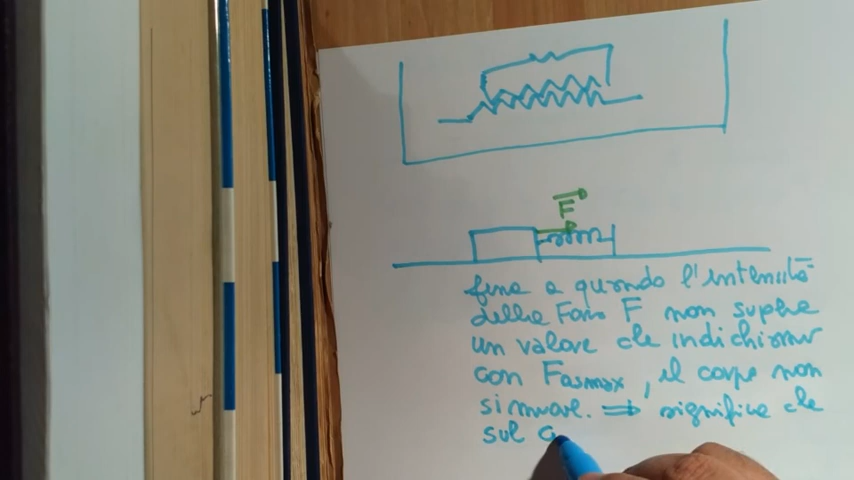 F
fino a quando l'intensità
della Forza F non supera
un valore che indichiamo
con Fasmax, il corpo non
si muove. ⇒ significa che
sul c